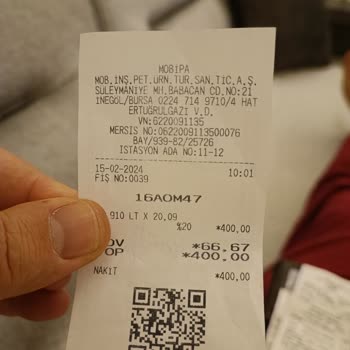 MOBİPA
MOB.İNŞ.PET.ÜRN.TUR.SAN.TİC.A.Ş.
SÜLEYMANİYE MH.BABACAN CD.NO:21
İNEGÖL/BURSA 0224 714 9710/4 HAT
ERTUĞRULGAZİ V.D.
VN:6220091135
MERSİS NO:0622009113500076
BAY/939-82/25726
İSTASYON ADA NO:11-12
15-02-2024 10:01
FİŞ NO:0039
16AOM47
910 LT X 20,09
%20 *400,00
DV *66,67
OP *400,00
NAKİT *400,00